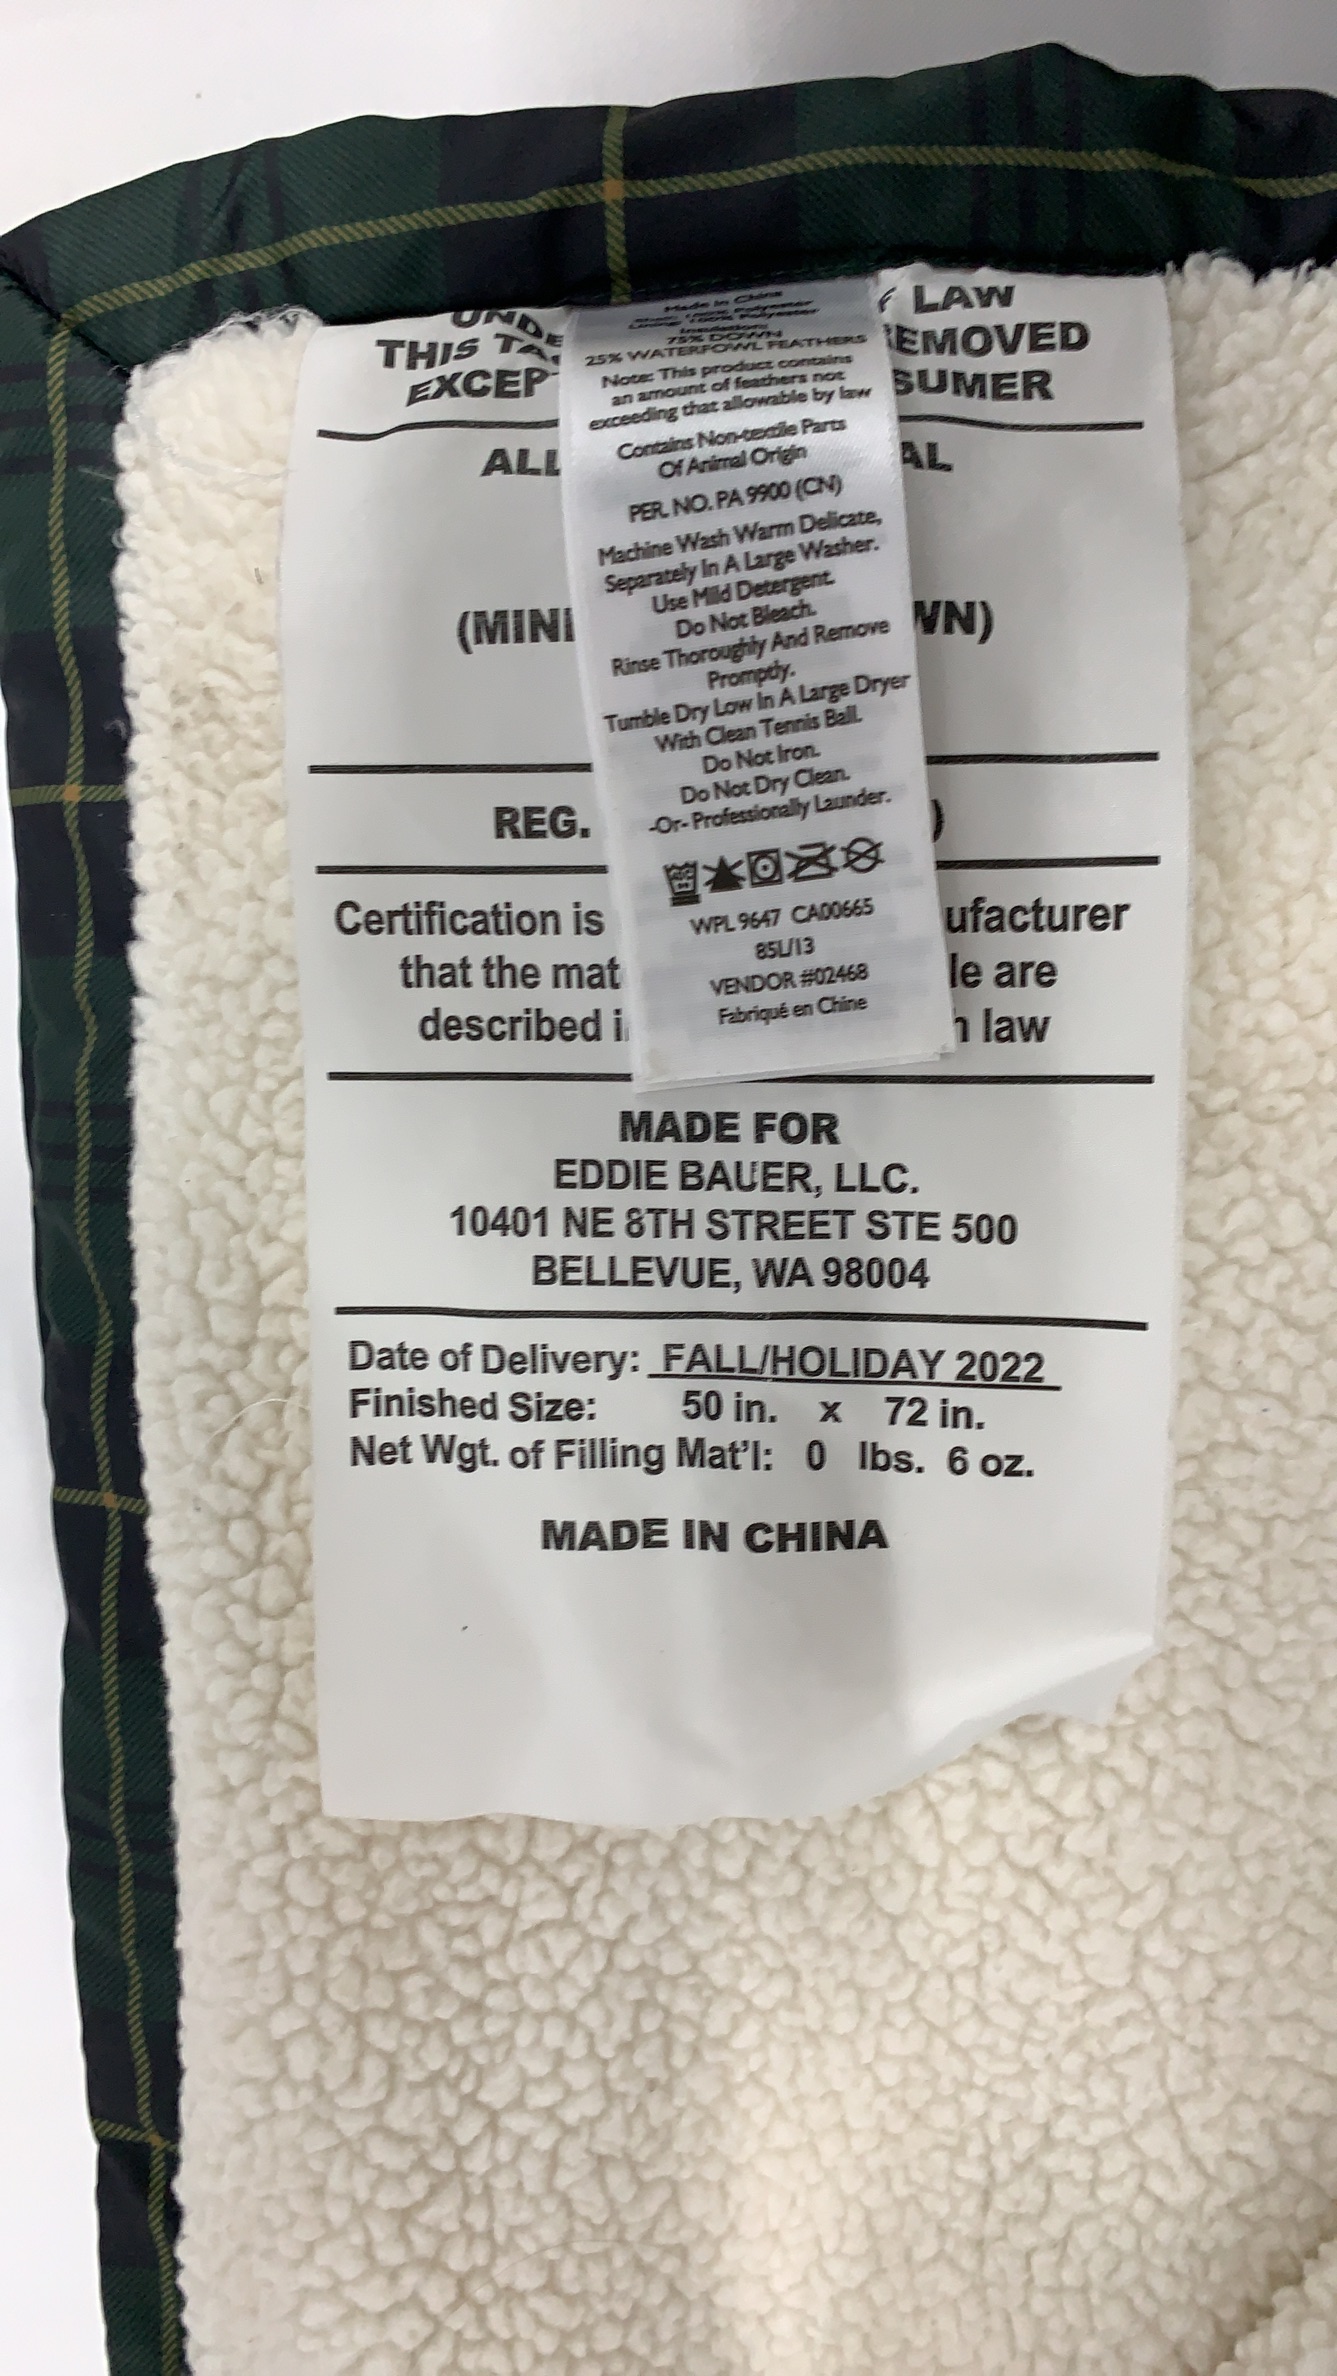 UNDE
THIS TA
EXCEP
LAW
EMOVED
SUMER
ALL
AL
(MINI
WN)
REG.
)
Certification is
ufacturer
that the mat
le are
described i
h law
Made in China
Lining: 100% Polyester
Insulation:
75% DOWN
25% WATERFOWL FEATHERS
Note: This product contains
an amount of feathers not
exceeding that allowable by law
Contains Non-textile Parts
Of Animal Origin
PER. NO. PA 9900 (CN)
Machine Wash Warm Delicate,
Separately In A Large Washer.
Use Mild Detergent.
Do Not Bleach.
Rinse Thoroughly And Remove
Promptly.
Tumble Dry Low In A Large Dryer
With Clean Tennis Ball.
Do Not Iron.
Do Not Dry Clean.
-Or- Professionally Launder.
WPL 9647 CA00665
85L/13
VENDOR #02468
Fabriqué en Chine
MADE FOR
EDDIE BAUER, LLC.
10401 NE 8TH STREET STE 500
BELLEVUE, WA 98004
Date of Delivery: FALL/HOLIDAY 2022
Finished Size: 50 in. x 72 in.
Net Wgt. of Filling Mat'l: 0 lbs. 6 oz.
MADE IN CHINA